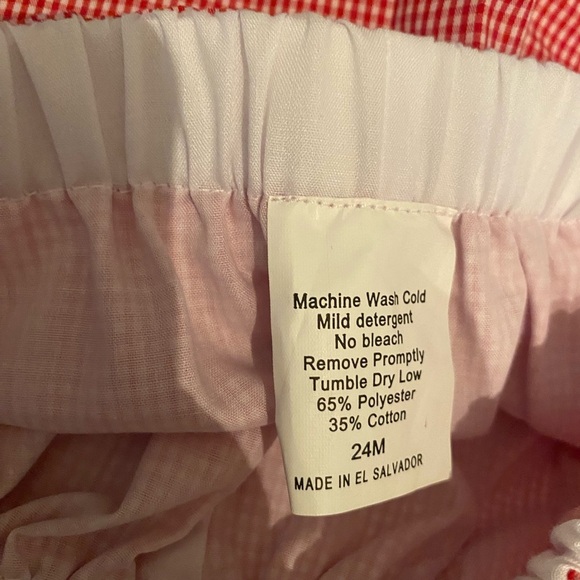 Machine Wash Cold
Mild detergent
No bleach
Remove Promptly
Tumble Dry Low
65% Polyester
35% Cotton
24M
MADE IN EL SALVADOR